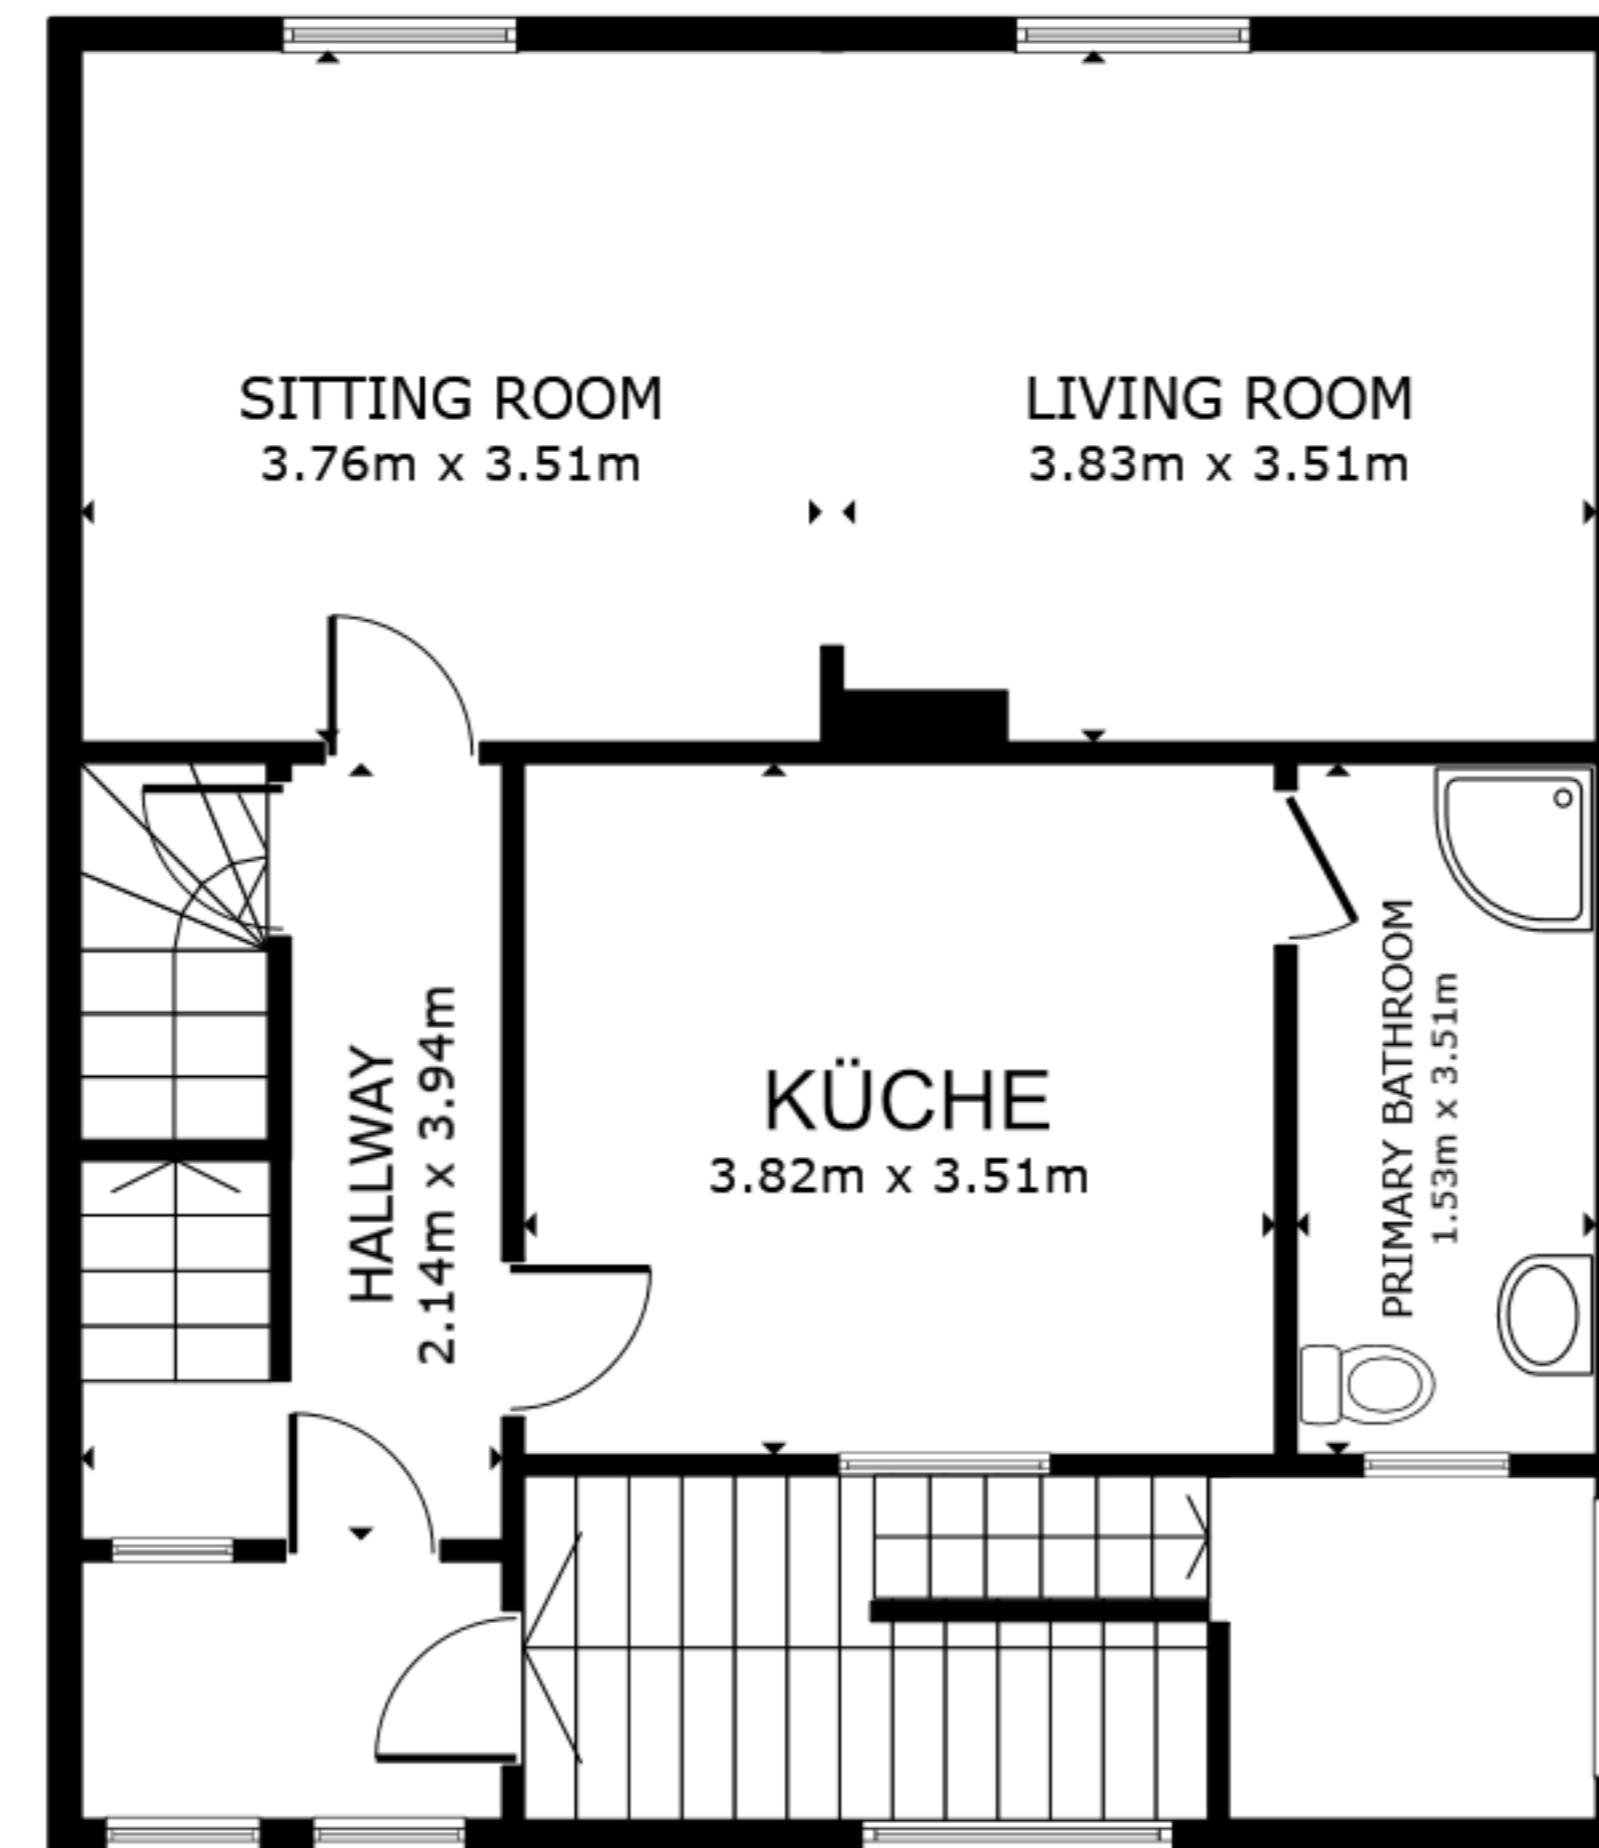 SITTING ROOM
3.76m x 3.51m
LIVING ROOM
3.83m x 3.51m
HALLWAY
2.14m x 3.94m
KÜCHE
3.82m x 3.51m
PRIMARY BATHROOM
1.53m x 3.51m